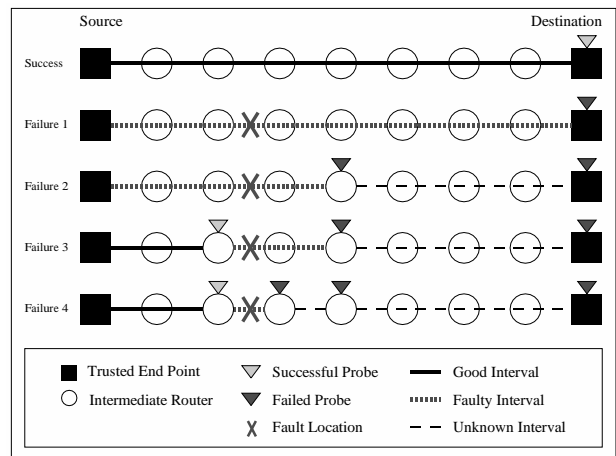 Source Destination
Success
Failure 1
Failure 2
Failure 3
Failure 4
Trusted End Point Successful Probe Good Interval
Intermediate Router Failed Probe Faulty Interval
Fault Location Unknown Interval